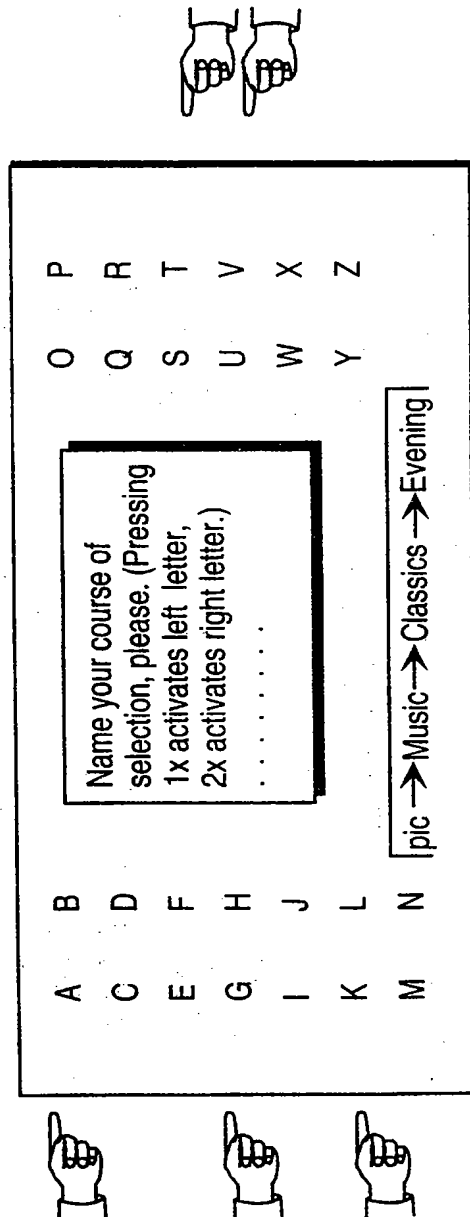 A B
C D
E F
G H
I J
K L
M N
Name your course of
selection, please. (Pressing
1x activates left letter,
2x activates right letter.)
. . . . . . . . .
O P
Q R
S T
U V
W X
Y Z
pic → Music → Classics → Evening